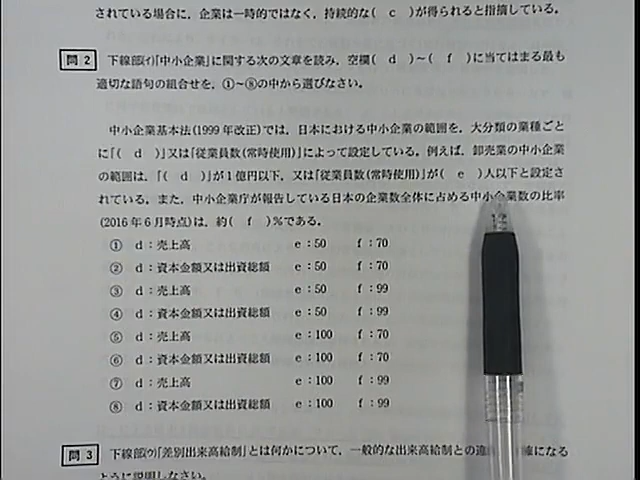 されている場合に，企業は一時的ではなく，持続的な(　c　)が得られると指摘している。
問2　下線部(イ)「中小企業」に関する次の文章を読み，空欄(　d　)～(　f　)に当てはまる最も
適切な語句の組合せを，①～⑧の中から選びなさい。
中小企業基本法(1999年改正)では，日本における中小企業の範囲を，大分類の業種ごと
に「(　d　)」又は「従業員数(常時使用)」によって設定している。例えば，卸売業の中小企業
の範囲は，「(　d　)」が1億円以下，又は「従業員数(常時使用)」が(　e　)人以下と設定さ
れている。また，中小企業庁が報告している日本の企業数全体に占める中小企業数の比率
(2016年6月時点)は，約(　f　)％である。
①　d：売上高　e：50　f：70
②　d：資本金額又は出資総額　e：50　f：70
③　d：売上高　e：50　f：99
④　d：資本金額又は出資総額　e：50　f：99
⑤　d：売上高　e：100　f：70
⑥　d：資本金額又は出資総額　e：100　f：70
⑦　d：売上高　e：100　f：99
⑧　d：資本金額又は出資総額　e：100　f：99
問3　下線部(ウ)「差別出来高給制」とは何かについて，一般的な出来高給制との違　確になる
ように説明しなさい。